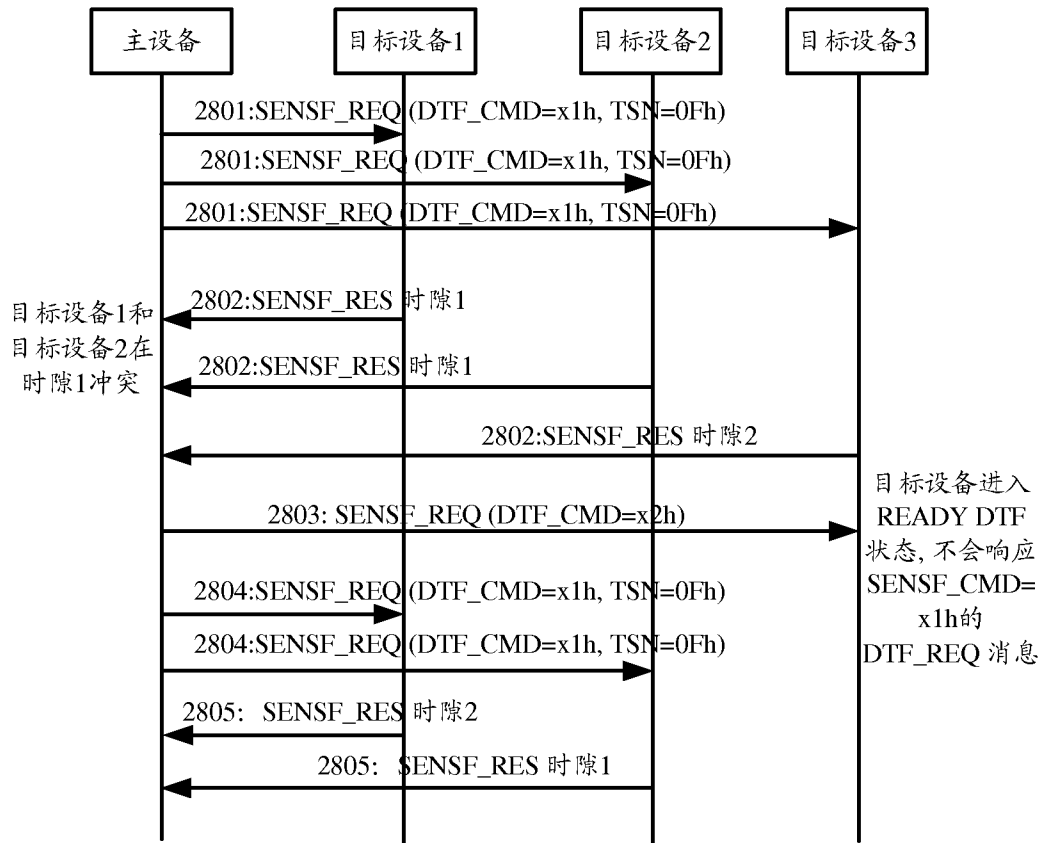 主设备
目标设备1
目标设备2
目标设备3
2801:SENSF_REQ (DTF_CMD=x1h, TSN=0Fh)
2801:SENSF_REQ (DTF_CMD=x1h, TSN=0Fh)
2801:SENSF_REQ (DTF_CMD=x1h, TSN=0Fh)
2802:SENSF_RES 时隙1
目标设备1和
目标设备2在
时隙1冲突
2802:SENSF_RES 时隙1
2802:SENSF_RES 时隙2
2803: SENSF_REQ (DTF_CMD=x2h)
目标设备进入
READY DTF
状态, 不会响应
SENSF_CMD=
x1h的
DTF_REQ 消息
2804:SENSF_REQ (DTF_CMD=x1h, TSN=0Fh)
2804:SENSF_REQ (DTF_CMD=x1h, TSN=0Fh)
2805: SENSF_RES 时隙2
2805: SENSF_RES 时隙1